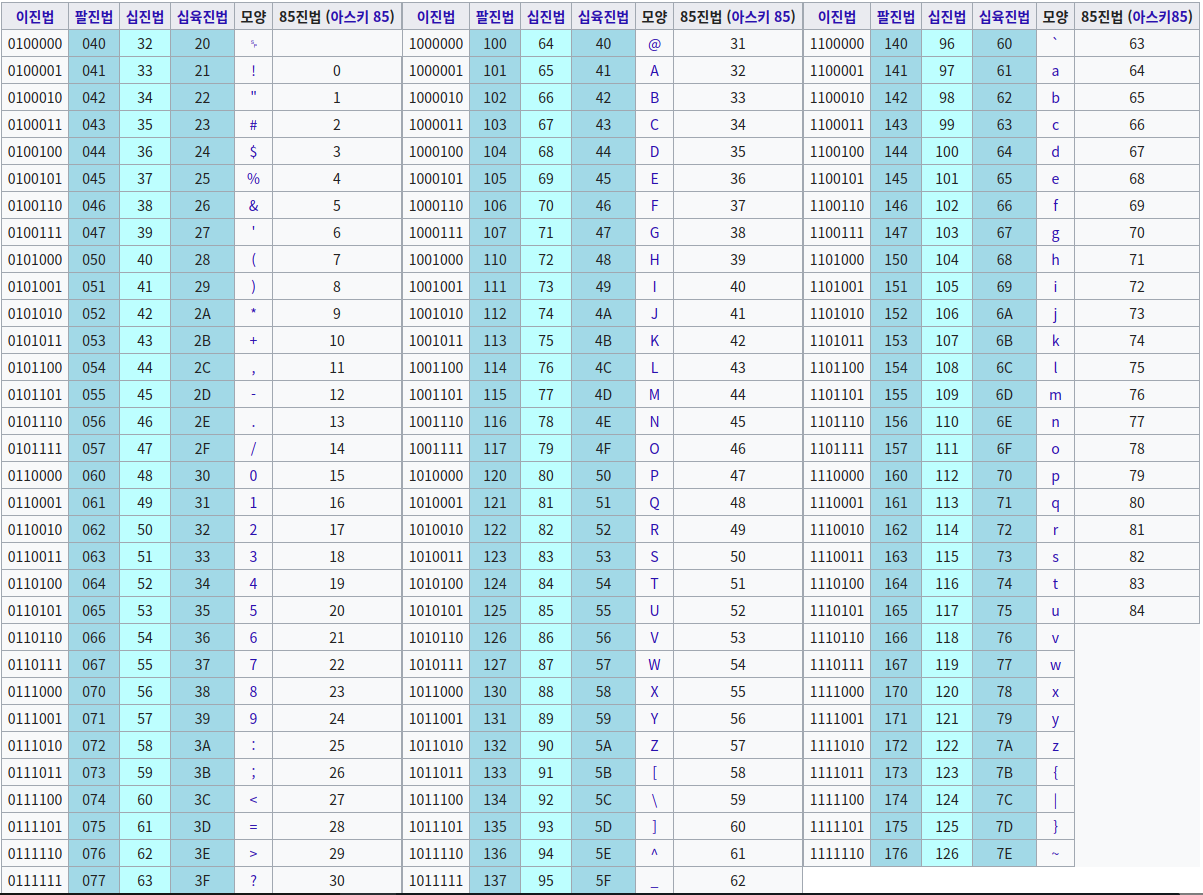 이진법 팔진법 십진법 십육진법 모양 85진법 (아스키 85) 이진법 팔진법 십진법 십육진법 모양 85진법 (아스키 85) 이진법 팔진법 십진법 십육진법 모양 85진법 (아스키85)
0100000 040 32 20 ␠ 1000000 100 64 40 @ 31 1100000 140 96 60 ` 63
0100001 041 33 21 ! 0 1000001 101 65 41 A 32 1100001 141 97 61 a 64
0100010 042 34 22 " 1 1000010 102 66 42 B 33 1100010 142 98 62 b 65
0100011 043 35 23 # 2 1000011 103 67 43 C 34 1100011 143 99 63 c 66
0100100 044 36 24 $ 3 1000100 104 68 44 D 35 1100100 144 100 64 d 67
0100101 045 37 25 % 4 1000101 105 69 45 E 36 1100101 145 101 65 e 68
0100110 046 38 26 & 5 1000110 106 70 46 F 37 1100110 146 102 66 f 69
0100111 047 39 27 ' 6 1000111 107 71 47 G 38 1100111 147 103 67 g 70
0101000 050 40 28 ( 7 1001000 110 72 48 H 39 1101000 150 104 68 h 71
0101001 051 41 29 ) 8 1001001 111 73 49 I 40 1101001 151 105 69 i 72
0101010 052 42 2A * 9 1001010 112 74 4A J 41 1101010 152 106 6A j 73
0101011 053 43 2B + 10 1001011 113 75 4B K 42 1101011 153 107 6B k 74
0101100 054 44 2C , 11 1001100 114 76 4C L 43 1101100 154 108 6C l 75
0101101 055 45 2D - 12 1001101 115 77 4D M 44 1101101 155 109 6D m 76
0101110 056 46 2E . 13 1001110 116 78 4E N 45 1101110 156 110 6E n 77
0101111 057 47 2F / 14 1001111 117 79 4F O 46 1101111 157 111 6F o 78
0110000 060 48 30 0 15 1010000 120 80 50 P 47 1110000 160 112 70 p 79
0110001 061 49 31 1 16 1010001 121 81 51 Q 48 1110001 161 113 71 q 80
0110010 062 50 32 2 17 1010010 122 82 52 R 49 1110010 162 114 72 r 81
0110011 063 51 33 3 18 1010011 123 83 53 S 50 1110011 163 115 73 s 82
0110100 064 52 34 4 19 1010100 124 84 54 T 51 1110100 164 116 74 t 83
0110101 065 53 35 5 20 1010101 125 85 55 U 52 1110101 165 117 75 u 84
0110110 066 54 36 6 21 1010110 126 86 56 V 53 1110110 166 118 76 v
0110111 067 55 37 7 22 1010111 127 87 57 W 54 1110111 167 119 77 w
0111000 070 56 38 8 23 1011000 130 88 58 X 55 1111000 170 120 78 x
0111001 071 57 39 9 24 1011001 131 89 59 Y 56 1111001 171 121 79 y
0111010 072 58 3A : 25 1011010 132 90 5A Z 57 1111010 172 122 7A z
0111011 073 59 3B ; 26 1011011 133 91 5B [ 58 1111011 173 123 7B {
0111100 074 60 3C < 27 1011100 134 92 5C \ 59 1111100 174 124 7C |
0111101 075 61 3D = 28 1011101 135 93 5D ] 60 1111101 175 125 7D }
0111110 076 62 3E > 29 1011110 136 94 5E ^ 61 1111110 176 126 7E ~
0111111 077 63 3F ? 30 1011111 137 95 5F _ 62